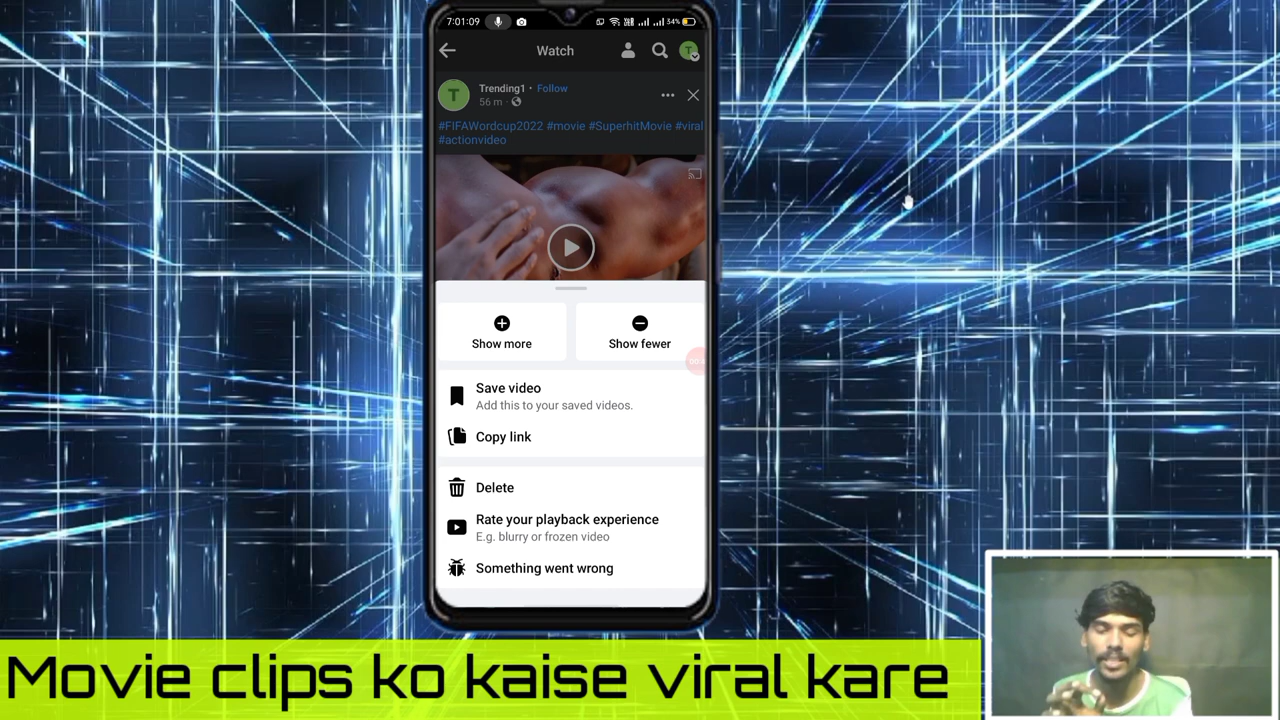 7:01:09
34%
Watch
T
Trending1 · Follow
56 m ·
#FIFAWordcup2022 #movie #SuperhitMovie #viral
#actionvideo
Show more
Show fewer
Save video
Add this to your saved videos.
Copy link
Delete
Rate your playback experience
E.g. blurry or frozen video
Something went wrong
Movie clips ko kaise viral kare